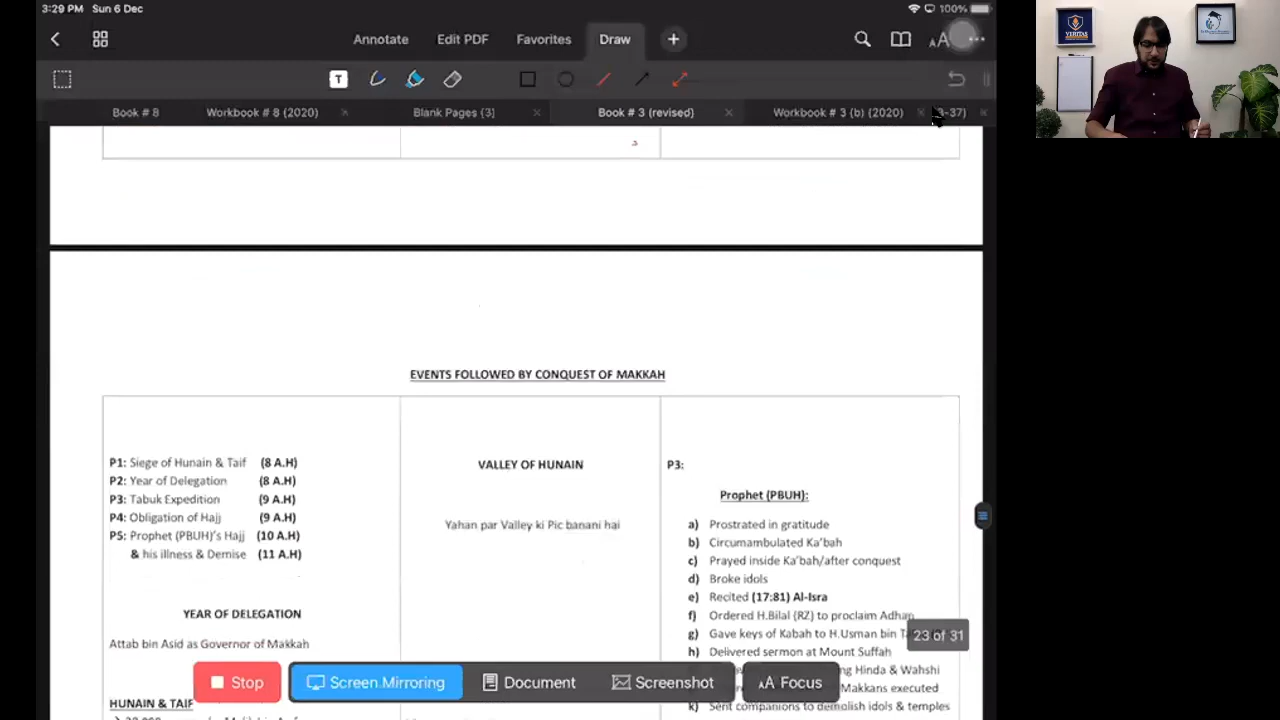 3:29 PM Sun 6 Dec
100%
Annotate
Edit PDF
Favorites
Draw
+
AA
T
Book # 8
Workbook # 8 (2020)
Blank Pages (3)
Book # 3 (revised)
Workbook # 3 (b) (2020)
3-37)
VERITAS
EVENTS FOLLOWED BY CONQUEST OF MAKKAH
P1: Siege of Hunain & Taif (8 A.H)
P2: Year of Delegation (8 A.H)
P3: Tabuk Expedition (9 A.H)
P4: Obligation of Hajj (9 A.H)
P5: Prophet (PBUH)'s Hajj (10 A.H)
& his illness & Demise (11 A.H)
YEAR OF DELEGATION
Attab bin Asid as Governor of Makkah
HUNAIN & TAIF
VALLEY OF HUNAIN
Yahan par Valley ki Pic banani hai
P3:
Prophet (PBUH):
a) Prostrated in gratitude
b) Circumambulated Ka'bah
c) Prayed inside Ka'bah/after conquest
d) Broke idols
e) Recited (17:81) Al-Isra
f) Ordered H.Bilal (RZ) to proclaim Adhan
g) Gave keys of Kabah to H.Usman bin
h) Delivered sermon at Mount Suffah
Hinda & Wahshi
Makkans executed
k) Sent companions to demolish idols & temples
23 of 31
Stop
Screen Mirroring
Document
Screenshot
AA Focus